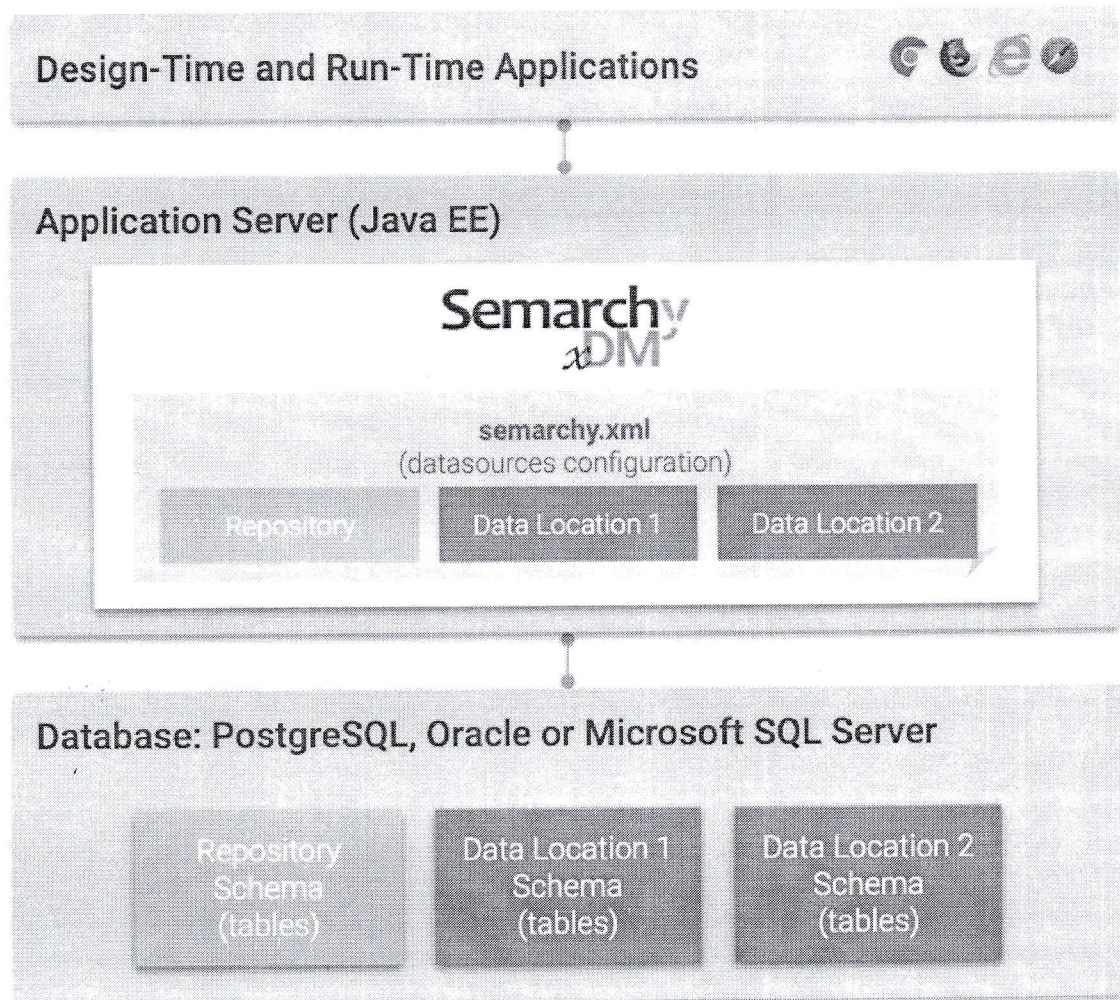 Design-Time and Run-Time Applications
Application Server (Java EE)
Semarchy
xDM
semarchy.xml
(datasources configuration)
Repository
Data Location 1
Data Location 2
Database: PostgreSQL, Oracle or Microsoft SQL Server
Repository
Schema
(tables)
Data Location 1
Schema
(tables)
Data Location 2
Schema
(tables)